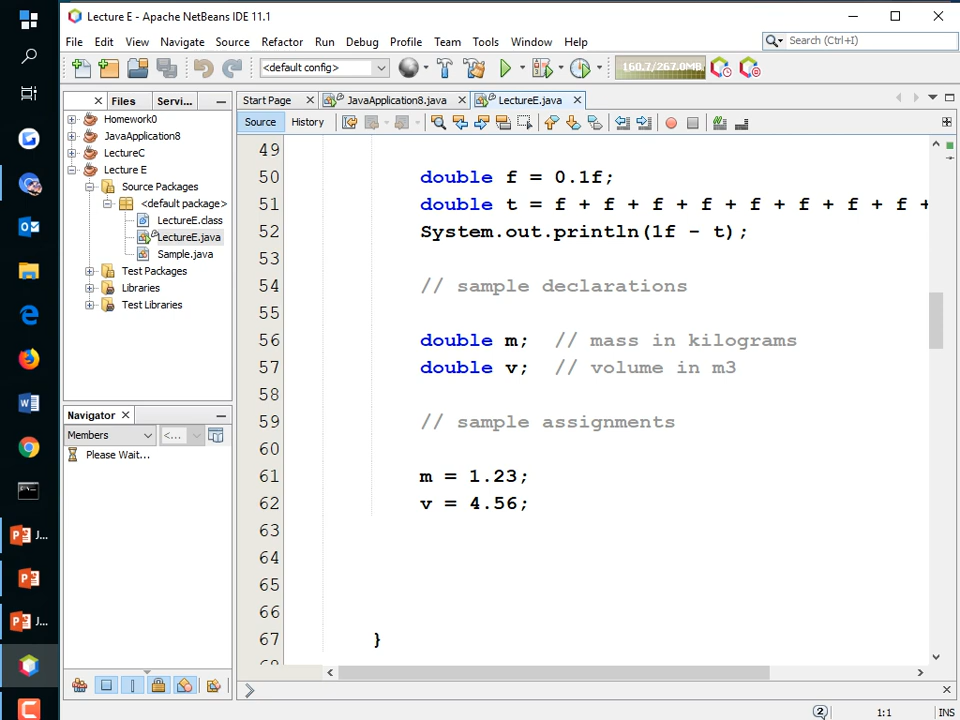 Lecture E - Apache NetBeans IDE 11.1
File Edit View Navigate Source Refactor Run Debug Profile Team Tools Window Help
Search (Ctrl+I)
<default config>
160.7/267.0MB
Files Servi...
Start Page JavaApplication8.java LectureE.java
Source History
Homework0
JavaApplication8
LectureC
Lecture E
Source Packages
<default package>
LectureE.class
LectureE.java
Sample.java
Test Packages
Libraries
Test Libraries
Navigator
Members <...
Please Wait...
49
50 double f = 0.1f;
51 double t = f + f + f + f + f + f + f + f +
52 System.out.println(1f - t);
53
54 // sample declarations
55
56 double m; // mass in kilograms
57 double v; // volume in m3
58
59 // sample assignments
60
61 m = 1.23;
62 v = 4.56;
63
64
65
66
67 }
J...
J...
2 1:1 INS